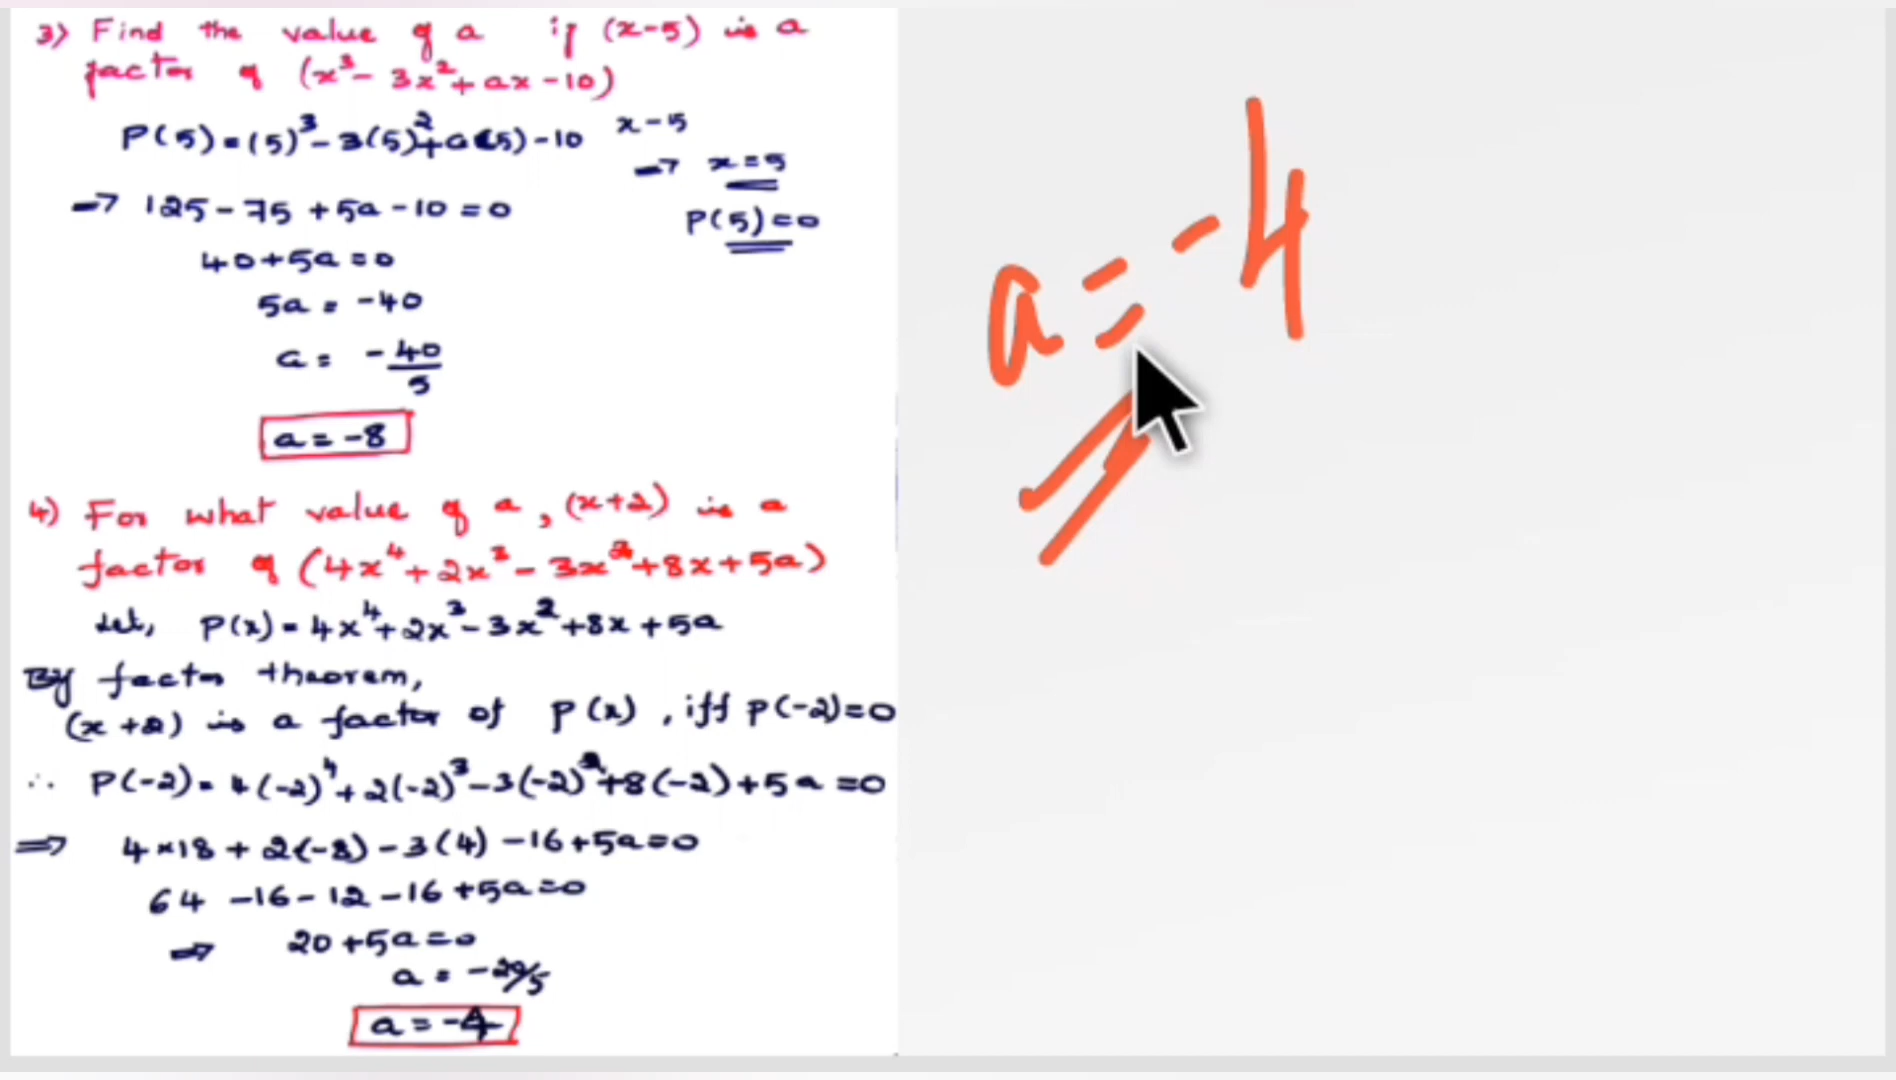 3) Find the value of a if (x-5) is a
factor of (x³- 3x²+ax-10)
P(5)=(5)³-3(5)²+a(5)-10
x-5
→ x=5
P(5)=0
⇒ 125-75+5a-10=0
40+5a=0
5a = -40
a = -40/5
a=-8
4) For what value of a, (x+2) is a
factor of (4x⁴+2x³-3x²+8x+5a)
Let, P(x)=4x⁴+2x³-3x²+8x+5a
By factor theorem,
(x+2) is a factor of P(x), iff P(-2)=0
∴ P(-2)=4(-2)⁴+2(-2)³-3(-2)²+8(-2)+5a=0
⇒ 4×18+2(-8)-3(4)-16+5a=0
64-16-12-16+5a=0
⇒ 20+5a=0
a = -20/5
a=-4
a=-4